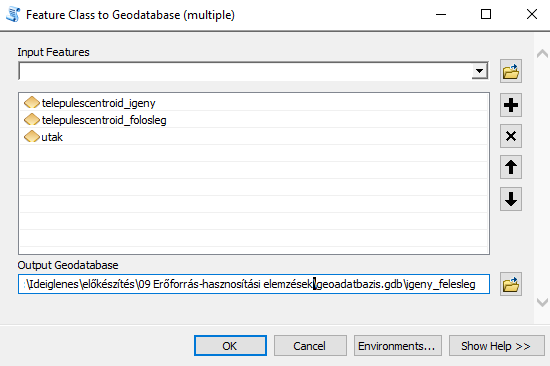 Feature Class to Geodatabase (multiple)
Input Features
telepulescentroid_igeny
telepulescentroid_folosleg
utak
Output Geodatabase
:\Ideiglenes\előkészítés\09 Erőforrás-hasznosítási elemzések\geoadatbazis.gdb\igeny_felesleg
OK
Cancel
Environments...
Show Help >>